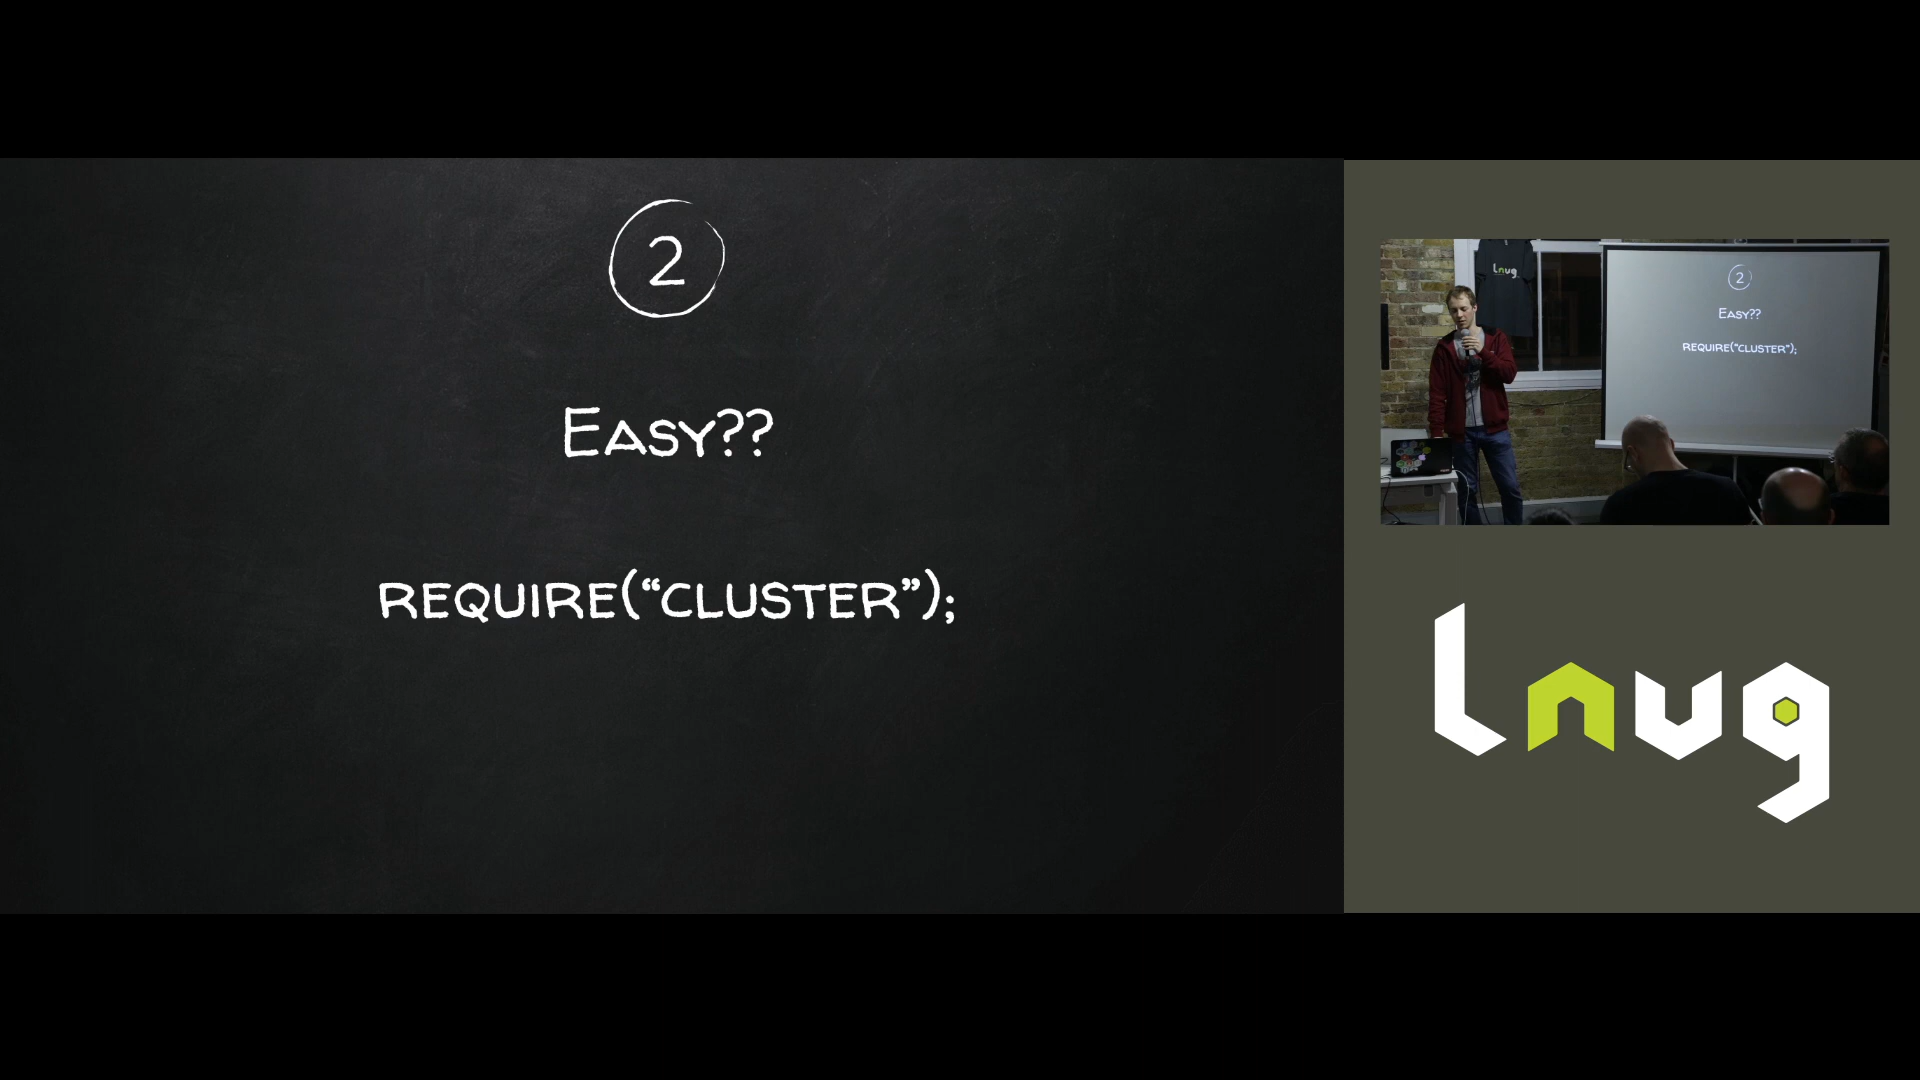 2
Easy??
require(“cluster”);
Lnug
2
Easy??
require(“cluster”);
Lnug